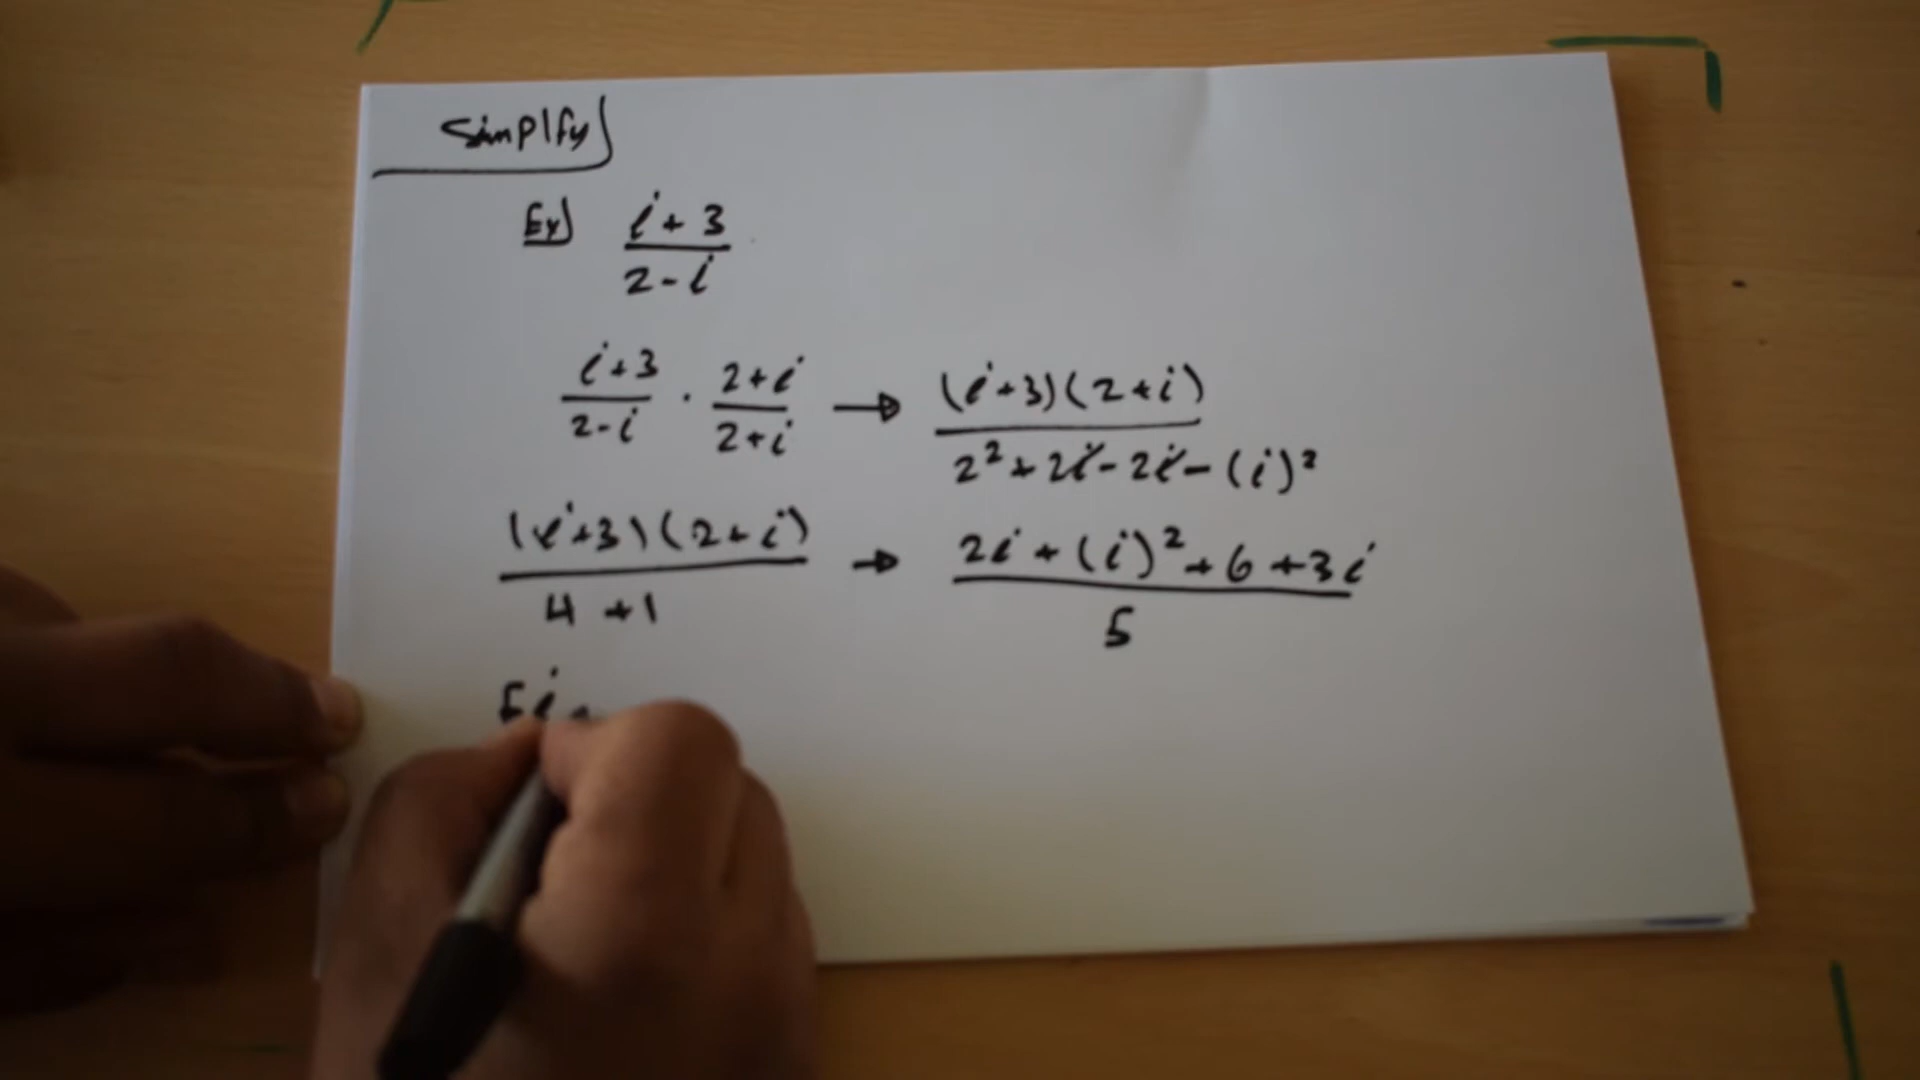 Simplfy
Ex) i+3 / 2-i
i+3 / 2-i · 2+i / 2+i → (i+3)(2+i) / 2² + 2i - 2i - (i)²
(i+3)(2+i) / 4 + 1 → 2i + (i)² + 6 + 3i / 5
5i